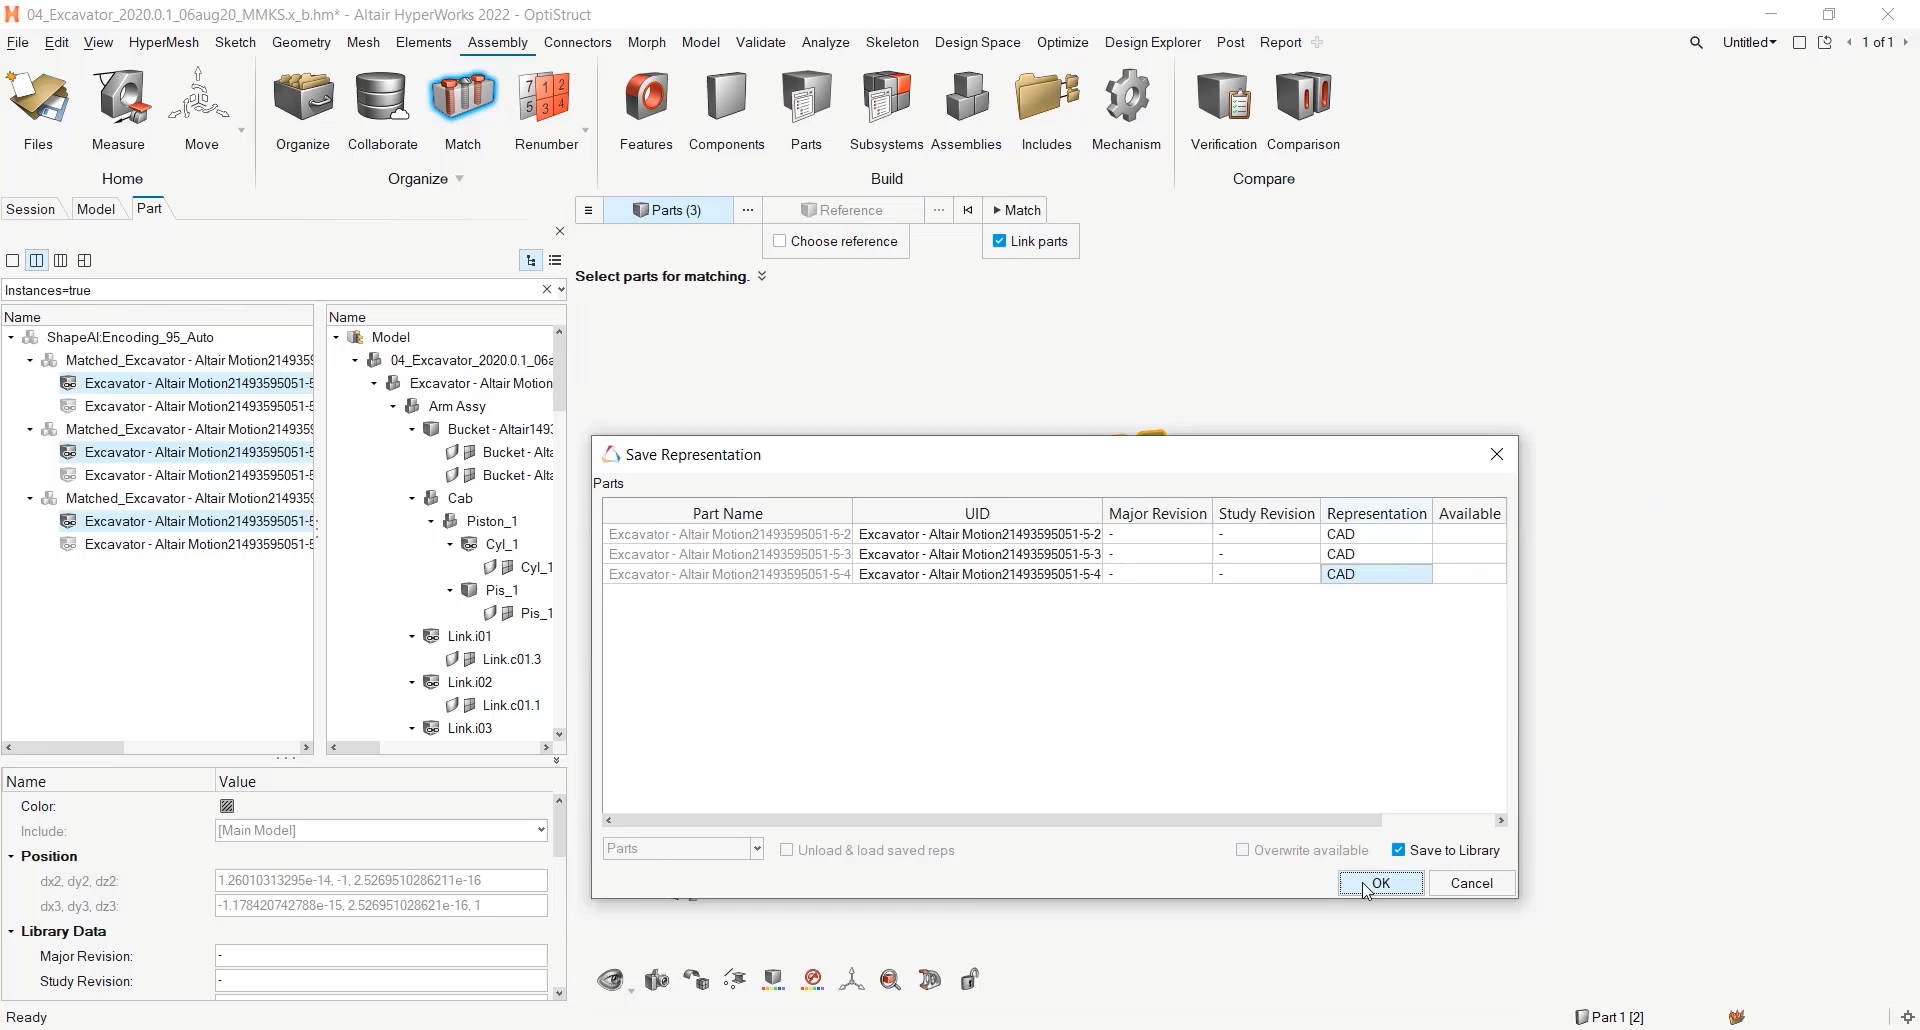 04_Excavator_2020.0.1_06aug20_MMKS.x_b.hm* - Altair HyperWorks 2022 - OptiStruct
File Edit View HyperMesh Sketch Geometry Mesh Elements Assembly Connectors Morph Model Validate Analyze Skeleton Design Space Optimize Design Explorer Post Report Untitled 1 of 1
7 1 2 5 3 4
Files Measure Move Organize Collaborate Match Renumber Features Components Parts Subsystems Assemblies Includes Mechanism Verification Comparison
Home Organize Build Compare
Session Model Part
Parts (3) ... Reference ... Match
Choose reference Link parts
Select parts for matching.
Instances=true
Name
ShapeAI:Encoding_95_Auto
Matched_Excavator - Altair Motion2149359
Excavator - Altair Motion21493595051-5
Excavator - Altair Motion21493595051-5
Matched_Excavator - Altair Motion2149359
Excavator - Altair Motion21493595051-5
Excavator - Altair Motion21493595051-5
Matched_Excavator - Altair Motion2149359
Excavator - Altair Motion21493595051-5
Excavator - Altair Motion21493595051-5
Name
Model
04_Excavator_2020.0.1_06a
Excavator - Altair Motion
Arm Assy
Bucket - Altair1493
Bucket - Alta
Bucket - Alta
Cab
Piston_1
Cyl_1
Cyl_1
Pis_1
Pis_1
Link.i01
Link.c01.3
Link.i02
Link.c01.1
Link.i03
Name Value
Color:
Include: [Main Model]
Position
dx2, dy2, dz2: 1.26010313295e-14, -1, 2.5269510286211e-16
dx3, dy3, dz3: -1.178420742788e-15, 2.526951028621e-16, 1
Library Data
Major Revision: -
Study Revision: -
Save Representation
Parts
Part Name UID Major Revision Study Revision Representation Available
Excavator - Altair Motion21493595051-5-2 Excavator - Altair Motion21493595051-5-2 - - CAD
Excavator - Altair Motion21493595051-5-3 Excavator - Altair Motion21493595051-5-3 - - CAD
Excavator - Altair Motion21493595051-5-4 Excavator - Altair Motion21493595051-5-4 - - CAD
Parts Unload & load saved reps Overwrite available Save to Library
OK Cancel
Ready Part 1 [2]